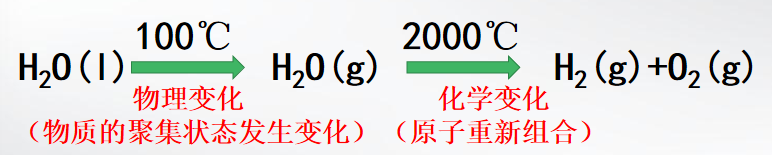 100℃ 2000℃
H₂O(l) H₂O(g) H₂(g)+O₂(g)
物理变化 化学变化
（物质的聚集状态发生变化）（原子重新组合）